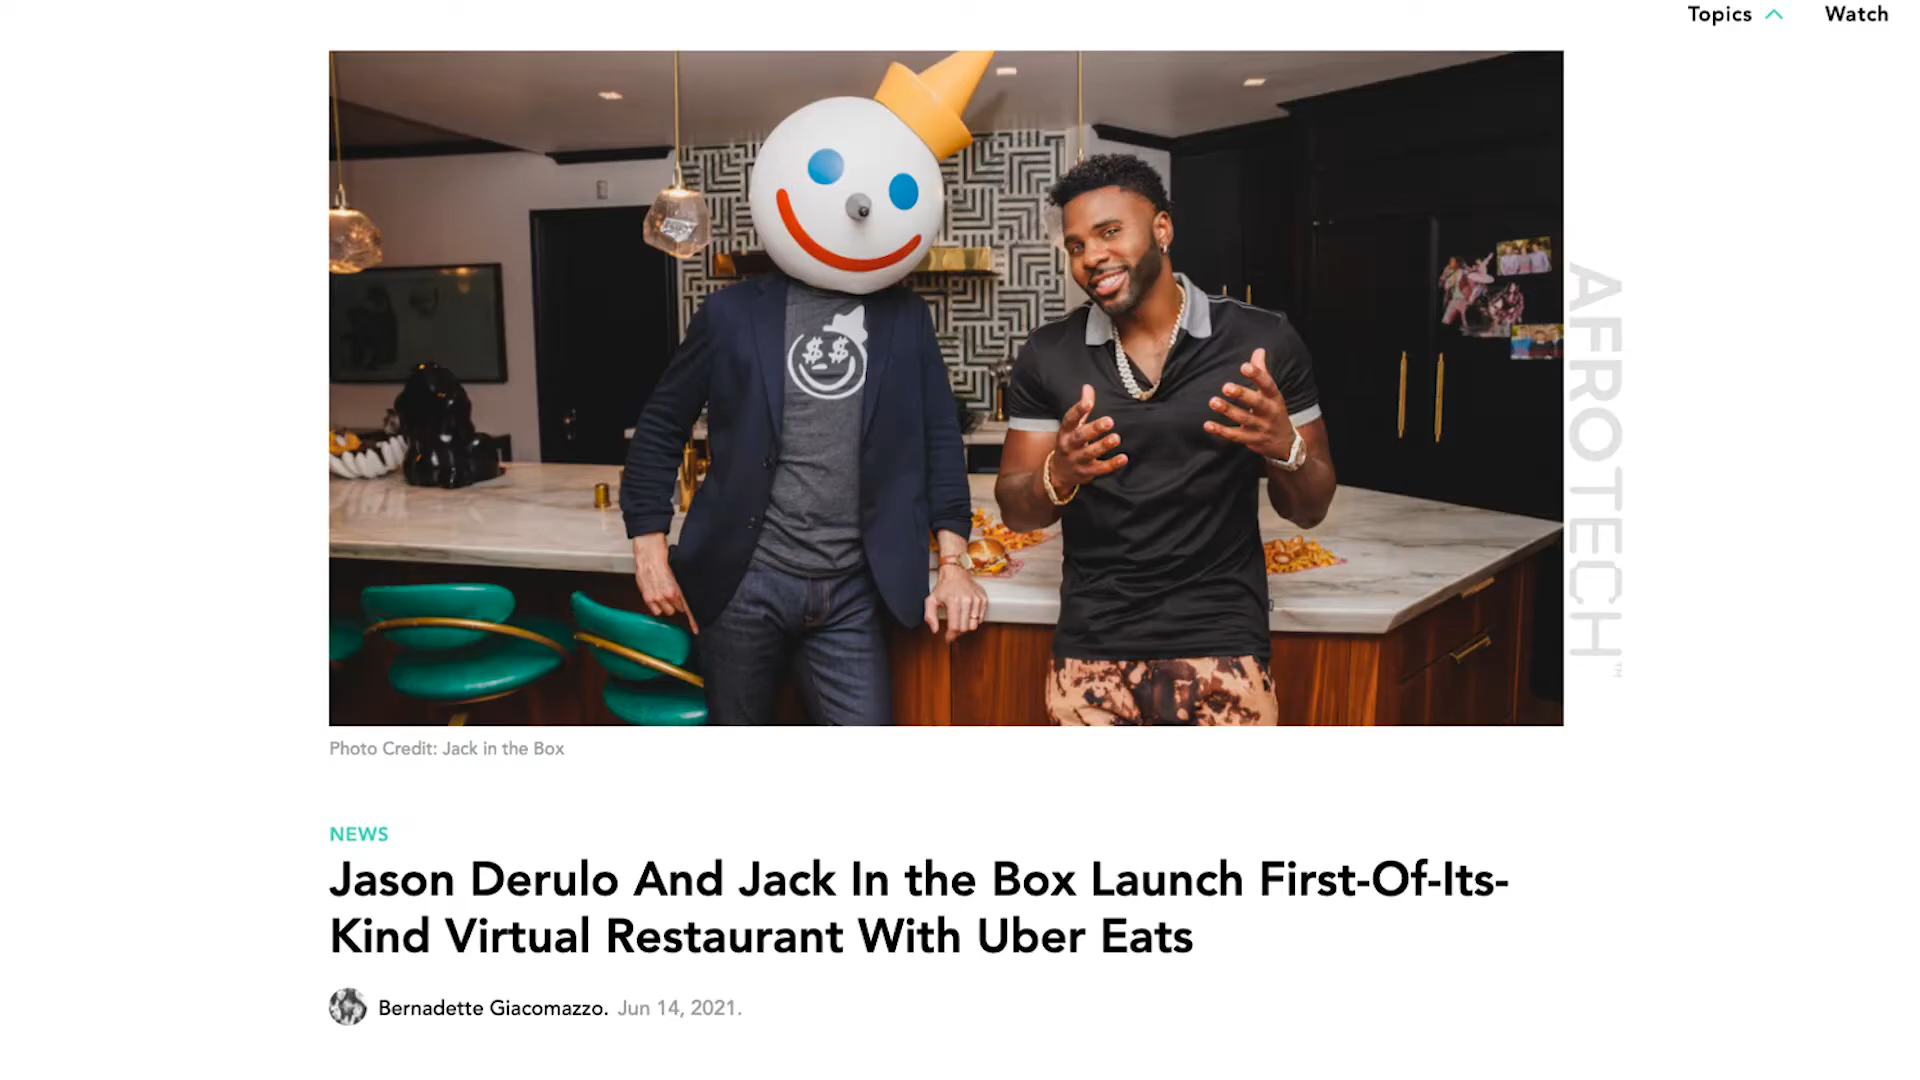 Topics
Watch
$$
AFROTECH™
Photo Credit: Jack in the Box
NEWS
Jason Derulo And Jack In the Box Launch First-Of-Its-
Kind Virtual Restaurant With Uber Eats
Bernadette Giacomazzo. Jun 14, 2021.